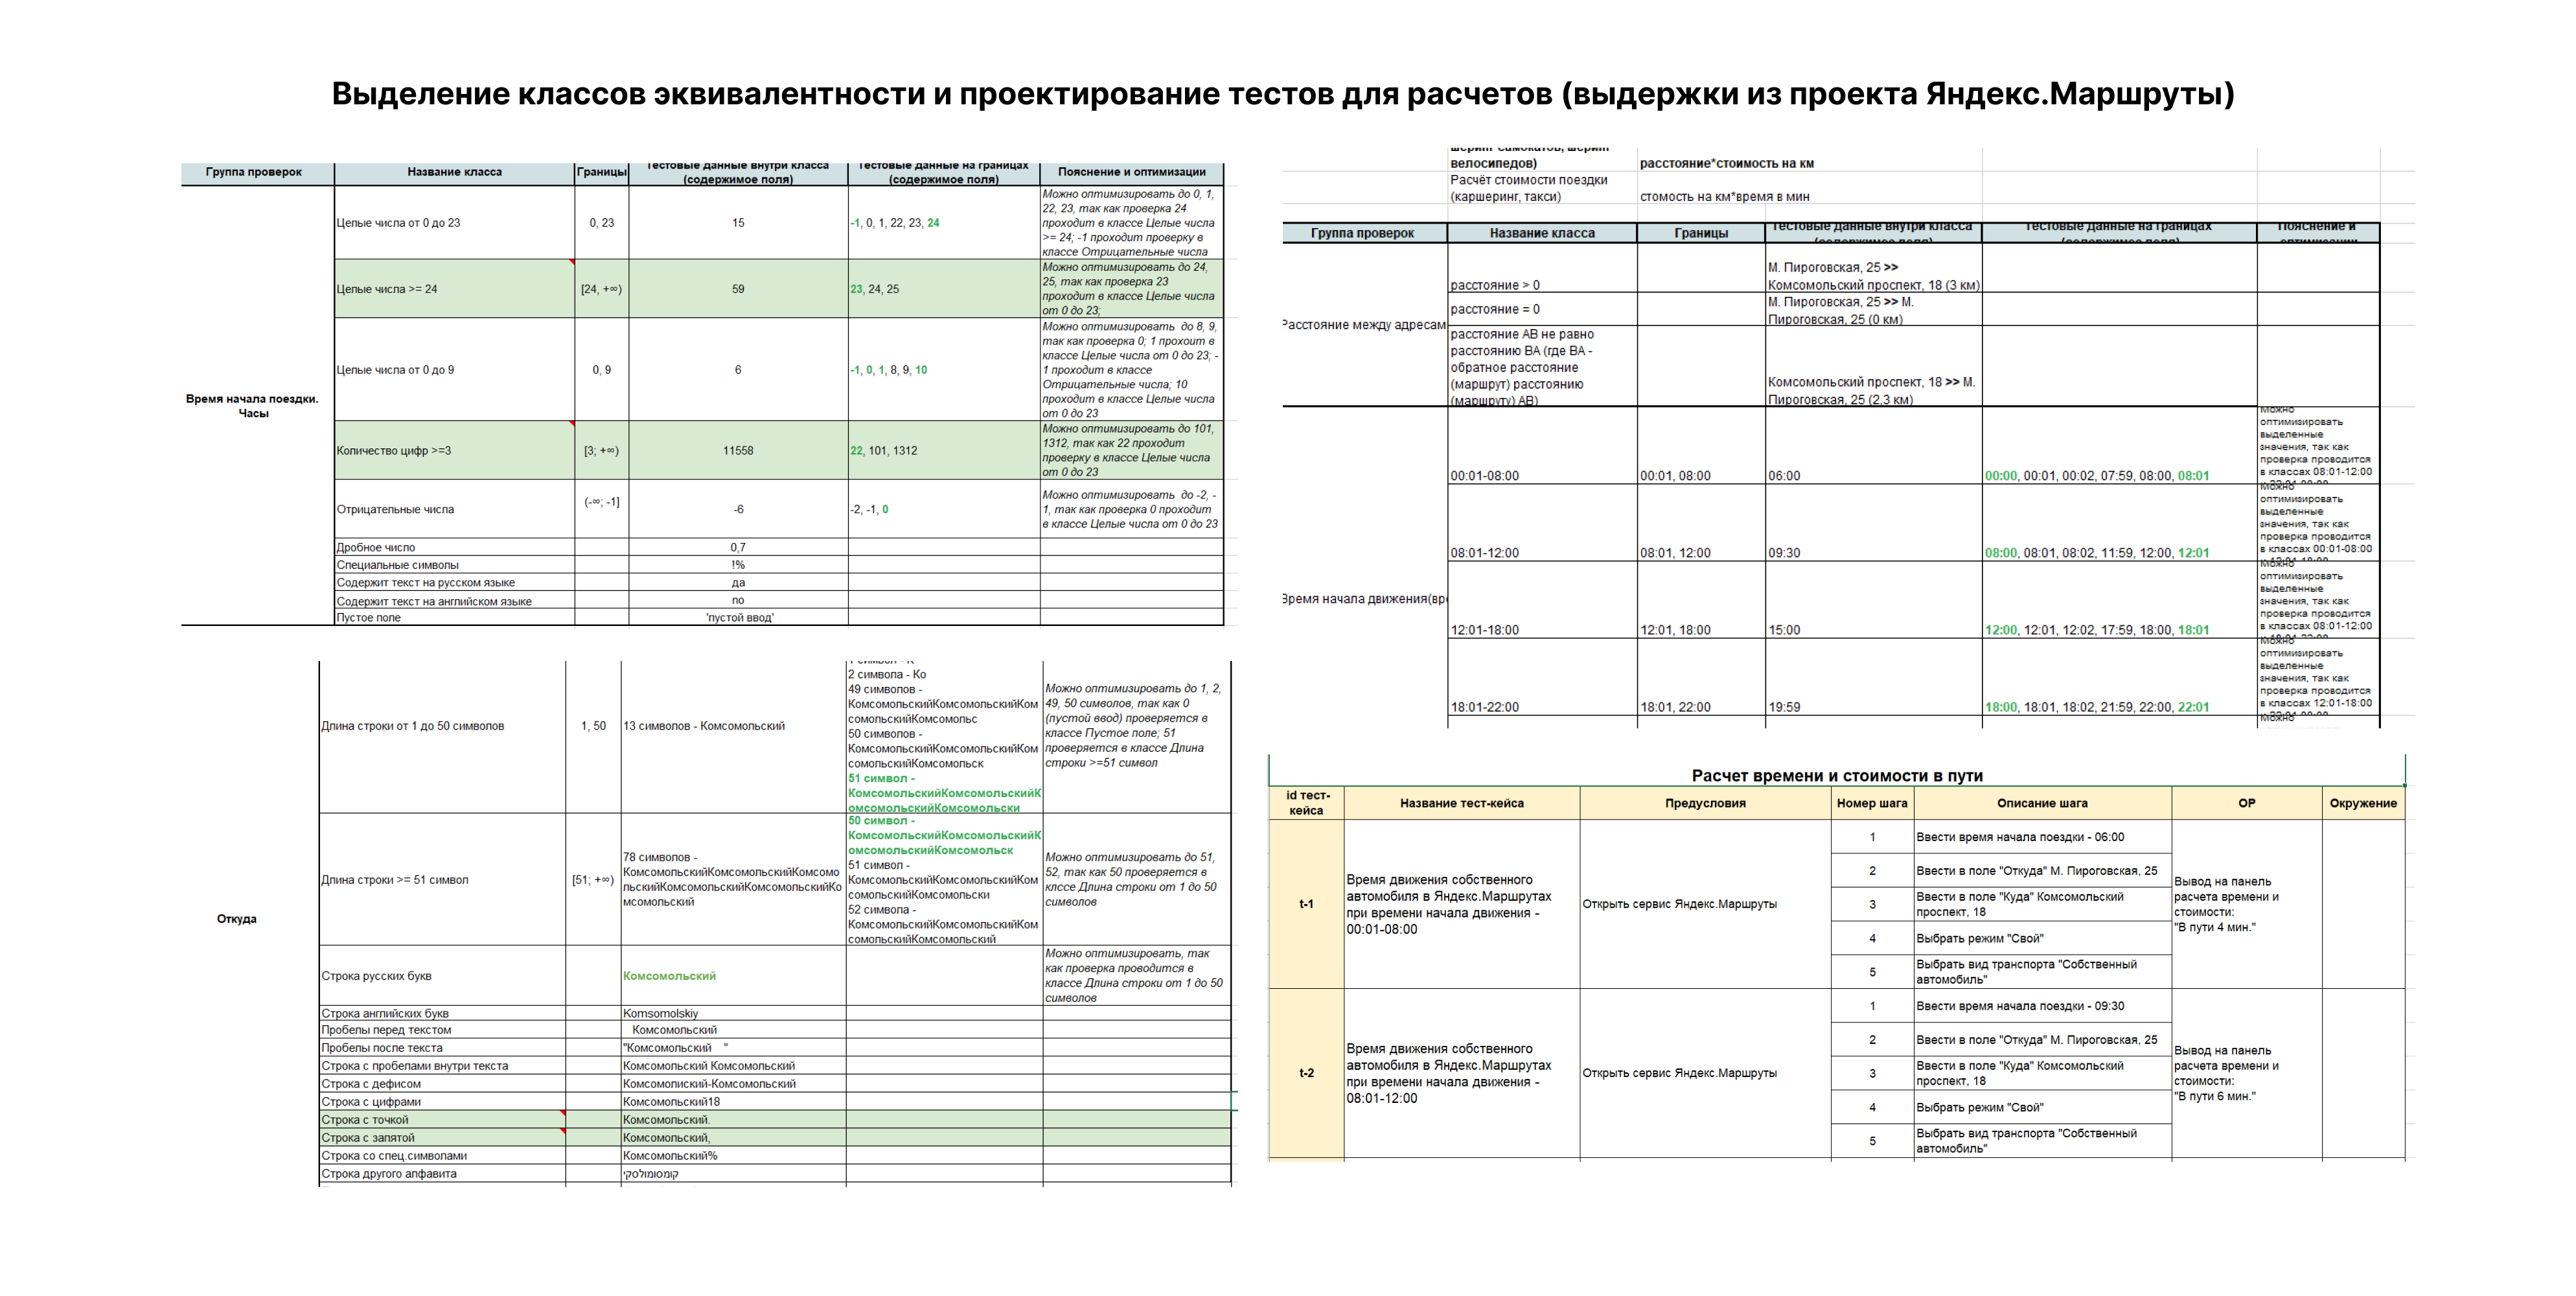 Выделение классов эквивалентности и проектирование тестов для расчетов (выдержки из проекта Яндекс.Маршруты)
Группа проверок
Название класса
Границы
Тестовые данные внутри класса
(содержимое поля)
Тестовые данные на границах
(содержимое поля)
Пояснение и оптимизации
Время начала поездки.
Часы
Целые числа от 0 до 23
0, 23
15
-1, 0, 1, 22, 23, 24
Можно оптимизировать до 0, 1,
22, 23, так как проверка 24
проходит в классе Целые числа
>= 24; -1 проходит проверку в
классе Отрицательные числа
Целые числа >= 24
[24, +∞)
59
23, 24, 25
Можно оптимизировать до 24,
25, так как проверка 23
проходит в классе Целые числа
от 0 до 23;
Целые числа от 0 до 9
0, 9
6
-1, 0, 1, 8, 9, 10
Можно оптимизировать до 8, 9,
так как проверка 0; 1 прохоит в
классе Целые числа от 0 до 23; -
1 проходит в классе
Отрицательные числа; 10
проходит в классе Целые числа
от 0 до 23
Количество цифр >=3
[3; +∞)
11558
22, 101, 1312
Можно оптимизировать до 101,
1312, так как 22 проходит
проверку в классе Целые числа
от 0 до 23
Отрицательные числа
(-∞; -1]
-6
-2, -1, 0
Можно оптимизировать до -2, -
1, так как проверка 0 проходит
в классе Целые числа от 0 до 23
Дробное число
0,7
Специальные символы
!%
Содержит текст на русском языке
да
Содержит текст на английском языке
no
Пустое поле
'пустой ввод'
Откуда
Длина строки от 1 до 50 символов
1, 50
13 символов - Комсомольский
1 символ - К
2 символа - Ко
49 символов -
КомсомольскийКомсомольскийКом
сомольскийКомсомольс
50 символов -
КомсомольскийКомсомольскийКом
сомольскийКомсомольск
51 символ -
КомсомольскийКомсомольскийК
омсомольскийКомсомольски
Можно оптимизировать до 1, 2,
49, 50 символов, так как 0
(пустой ввод) проверяется в
классе Пустое поле; 51
проверяется в классе Длина
строки >=51 символ
Длина строки >= 51 символ
[51; +∞)
78 символов -
КомсомольскийКомсомольскийКомсомо
льскийКомсомольскийКомсомольскийКо
мсомольский
50 символ -
КомсомольскийКомсомольскийК
омсомольскийКомсомольск
51 символ -
КомсомольскийКомсомольскийКом
сомольскийКомсомольски
52 символа -
КомсомольскийКомсомольскийКом
сомольскийКомсомольский
Можно оптимизировать до 51,
52, так как 50 проверяется в
клссе Длина строки от 1 до 50
символов
Строка русских букв
Комсомольский
Можно оптимизировать, так
как проверка проводится в
классе Длина строки от 1 до 50
символов
Строка английских букв
Komsomolskiy
Пробелы перед текстом
Комсомольский
Пробелы после текста
"Комсомольский    "
Строка с пробелами внутри текста
Комсомольский Комсомольский
Строка с дефисом
Комсомолиский-Комсомольский
Строка с цифрами
Комсомольский18
Строка с точкой
Комсомольский.
Строка с запятой
Комсомольский,
Строка со спец.символами
Комсомольский%
Строка другого алфавита
קומסומולסקי
шеринг самокатов, шеринг
велосипедов)
расстояние*стоимость на км
Расчёт стоимости поездки
(каршеринг, такси)
стомость на км*время в мин
Группа проверок
Название класса
Границы
Тестовые данные внутри класса
Тестовые данные на границах
Пояснение и
Расстояние между адресам
расстояние > 0
М. Пироговская, 25 >>
Комсомольский проспект, 18 (3 км)
расстояние = 0
М. Пироговская, 25 >> М.
Пироговская, 25 (0 км)
расстояние АВ не равно
расстоянию ВА (где ВА -
обратное расстояние
(маршрут) расстоянию
(маршруту) АВ)
Комсомольский проспект, 18 >> М.
Пироговская, 25 (2,3 км)
Время начала движения(вре
00:01-08:00
00:01, 08:00
06:00
00:00, 00:01, 00:02, 07:59, 08:00, 08:01
Можно
оптимизировать
выделенные
значения, так как
проверка проводится
в классах 08:01-12:00
08:01-12:00
08:01, 12:00
09:30
08:00, 08:01, 08:02, 11:59, 12:00, 12:01
Можно
оптимизировать
выделенные
значения, так как
проверка проводится
в классах 00:01-08:00
12:01-18:00
12:01, 18:00
15:00
12:00, 12:01, 12:02, 17:59, 18:00, 18:01
Можно
оптимизировать
выделенные
значения, так как
проверка проводится
в классах 08:01-12:00
18:01-22:00
18:01, 22:00
19:59
18:00, 18:01, 18:02, 21:59, 22:00, 22:01
Можно
оптимизировать
выделенные
значения, так как
проверка проводится
в классах 12:01-18:00
Можно
Расчет времени и стоимости в пути
id тест-
кейса
Название тест-кейса
Предусловия
Номер шага
Описание шага
ОР
Окружение
t-1
Время движения собственного
автомобиля в Яндекс.Маршрутах
при времени начала движения -
00:01-08:00
Открыть сервис Яндекс.Маршруты
1
Ввести время начала поездки - 06:00
2
Ввести в поле "Откуда" М. Пироговская, 25
3
Ввести в поле "Куда" Комсомольский
проспект, 18
4
Выбрать режим "Свой"
5
Выбрать вид транспорта "Собственный
автомобиль"
Вывод на панель
расчета времени и
стоимости:
"В пути 4 мин."
t-2
Время движения собственного
автомобиля в Яндекс.Маршрутах
при времени начала движения -
08:01-12:00
Открыть сервис Яндекс.Маршруты
1
Ввести время начала поездки - 09:30
2
Ввести в поле "Откуда" М. Пироговская, 25
3
Ввести в поле "Куда" Комсомольский
проспект, 18
4
Выбрать режим "Свой"
5
Выбрать вид транспорта "Собственный
автомобиль"
Вывод на панель
расчета времени и
стоимости:
"В пути 6 мин."